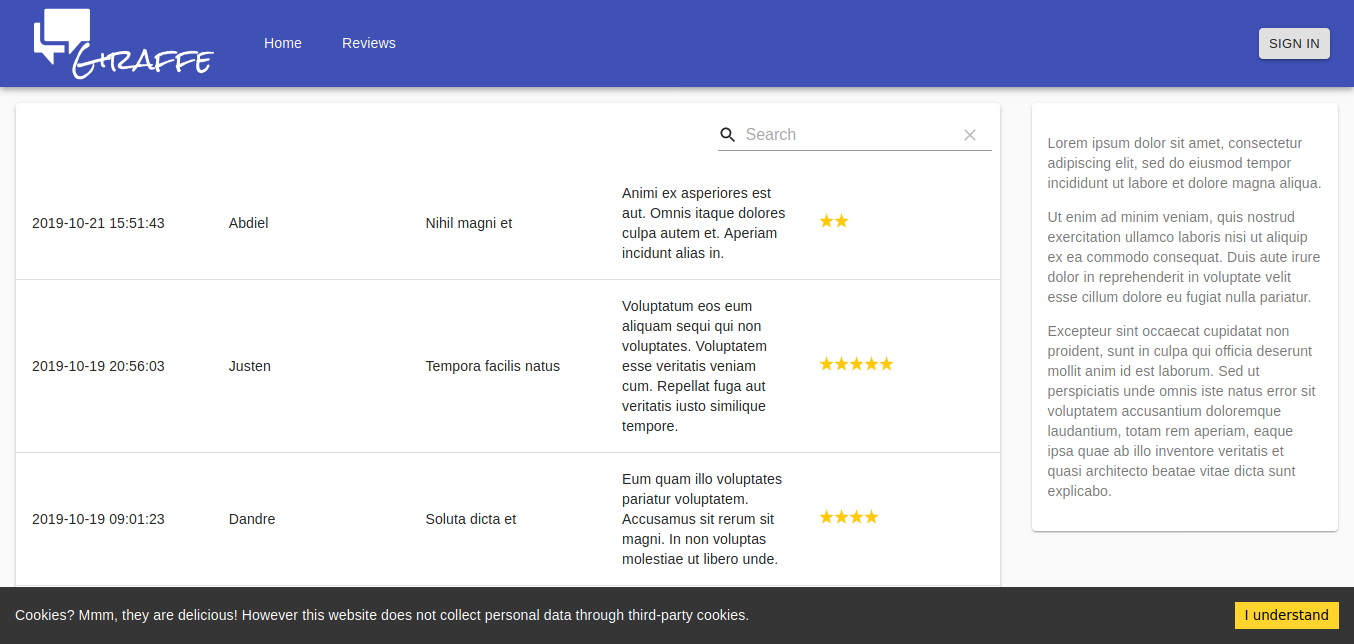 GIRAFFE
Home
Reviews
SIGN IN
Search
2019-10-21 15:51:43
Abdiel
Nihil magni et
Animi ex asperiores est
aut. Omnis itaque dolores
culpa autem et. Aperiam
incidunt alias in.
2019-10-19 20:56:03
Justen
Tempora facilis natus
Voluptatum eos eum
aliquam sequi qui non
voluptates. Voluptatem
esse veritatis veniam
cum. Repellat fuga aut
veritatis iusto similique
tempore.
2019-10-19 09:01:23
Dandre
Soluta dicta et
Eum quam illo voluptates
pariatur voluptatem.
Accusamus sit rerum sit
magni. In non voluptas
molestiae ut libero unde.
Lorem ipsum dolor sit amet, consectetur
adipiscing elit, sed do eiusmod tempor
incididunt ut labore et dolore magna aliqua.
Ut enim ad minim veniam, quis nostrud
exercitation ullamco laboris nisi ut aliquip
ex ea commodo consequat. Duis aute irure
dolor in reprehenderit in voluptate velit
esse cillum dolore eu fugiat nulla pariatur.
Excepteur sint occaecat cupidatat non
proident, sunt in culpa qui officia deserunt
mollit anim id est laborum. Sed ut
perspiciatis unde omnis iste natus error sit
voluptatem accusantium doloremque
laudantium, totam rem aperiam, eaque
ipsa quae ab illo inventore veritatis et
quasi architecto beatae vitae dicta sunt
explicabo.
Cookies? Mmm, they are delicious! However this website does not collect personal data through third-party cookies.
I understand